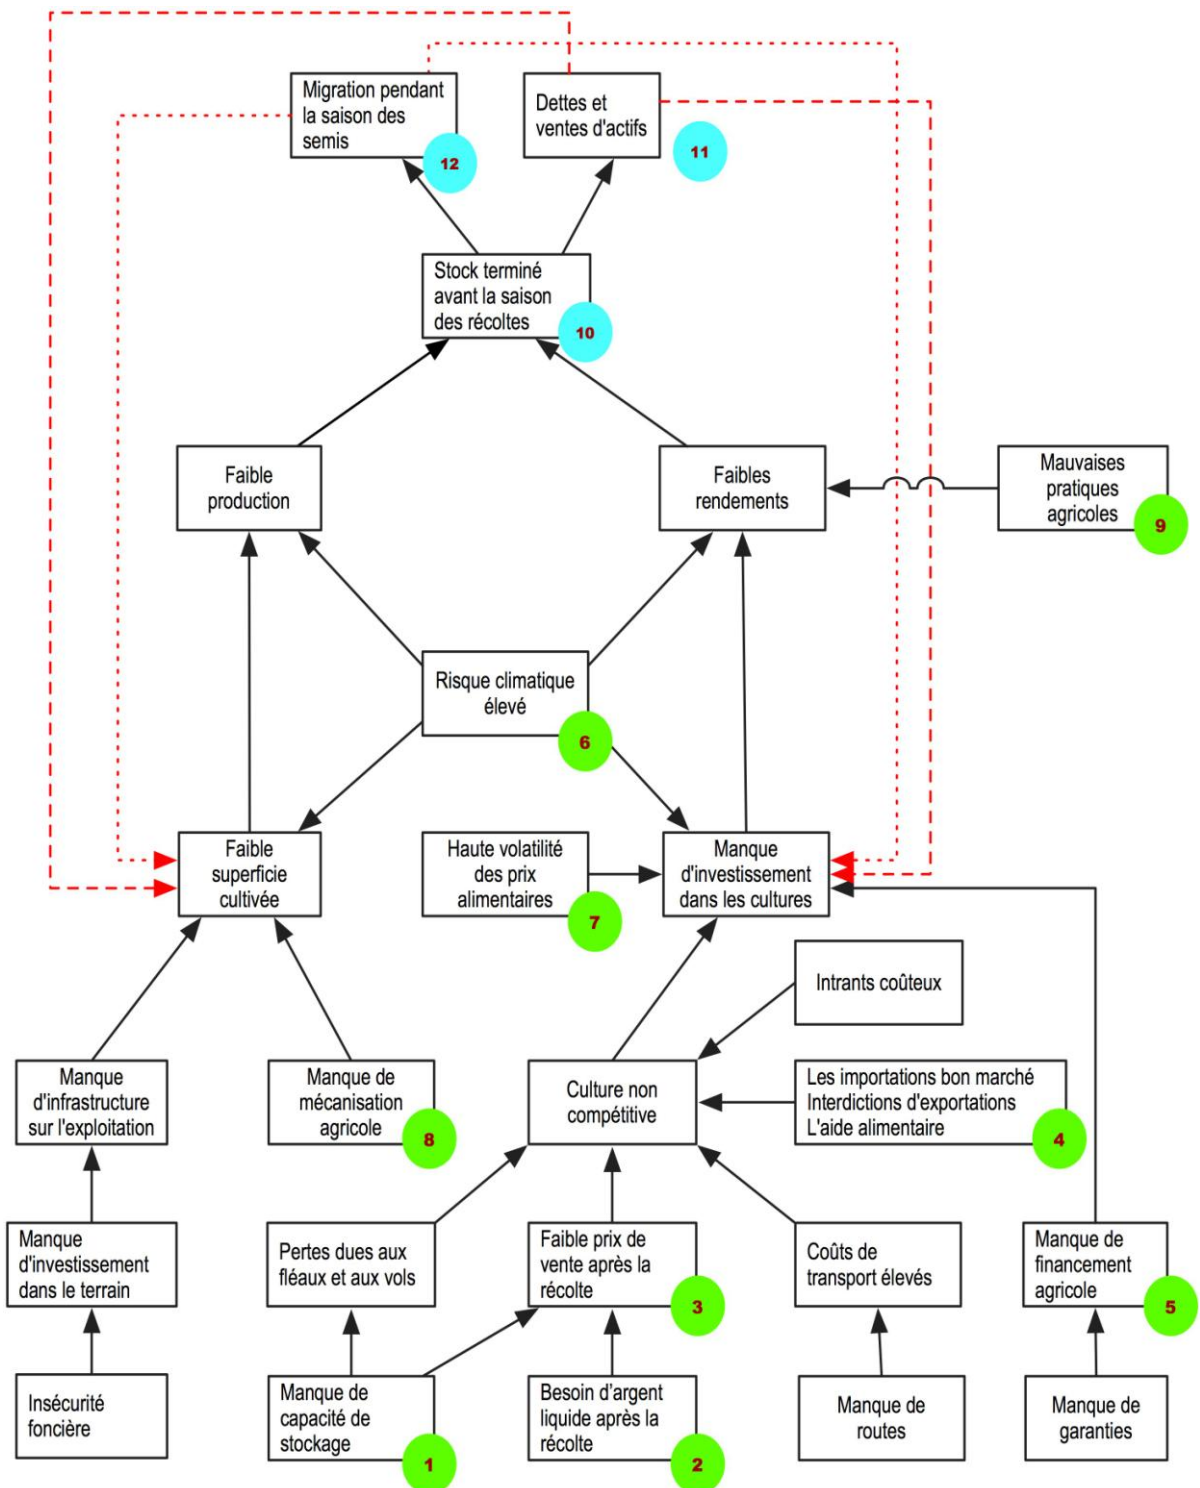 Migration pendant
la saison des
semis
12
Dettes et
ventes d'actifs
11
Stock terminé
avant la saison
des récoltes
10
Faible
production
Faibles
rendements
Mauvaises
pratiques
agricoles
9
Risque climatique
élevé
6
Faible
superficie
cultivée
Haute volatilité
des prix
alimentaires
7
Manque
d'investissement
dans les cultures
Intrants coûteux
Manque
d'infrastructure
sur l'exploitation
Manque de
mécanisation
agricole
8
Culture non
compétitive
Les importations bon marché
Interdictions d'exportations
L'aide alimentaire
4
Manque
d'investissement
dans le terrain
Pertes dues aux
fléaux et aux vols
Faible prix de
vente après la
récolte
3
Coûts de
transport élevés
Manque de
financement
agricole
5
Insécurité
foncière
Manque de
capacité de
stockage
1
Besoin d'argent
liquide après la
récolte
2
Manque de
routes
Manque de
garanties